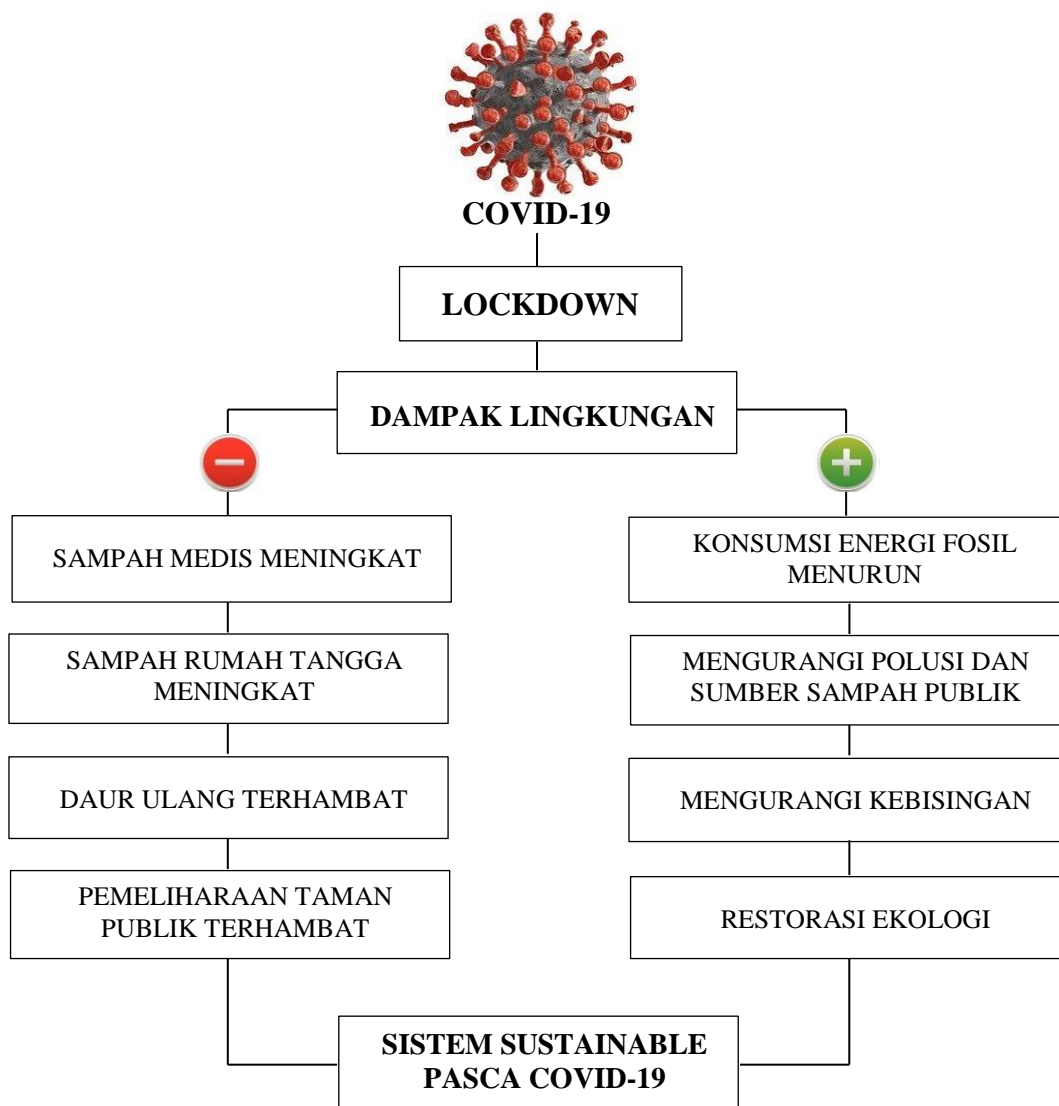 COVID-19
LOCKDOWN
DAMPAK LINGKUNGAN
SAMPAH MEDIS MENINGKAT
SAMPAH RUMAH TANGGA
MENINGKAT
DAUR ULANG TERHAMBAT
PEMELIHARAAN TAMAN
PUBLIK TERHAMBAT
KONSUMSI ENERGI FOSIL
MENURUN
MENGURANGI POLUSI DAN
SUMBER SAMPAH PUBLIK
MENGURANGI KEBISINGAN
RESTORASI EKOLOGI
SISTEM SUSTAINABLE
PASCA COVID-19